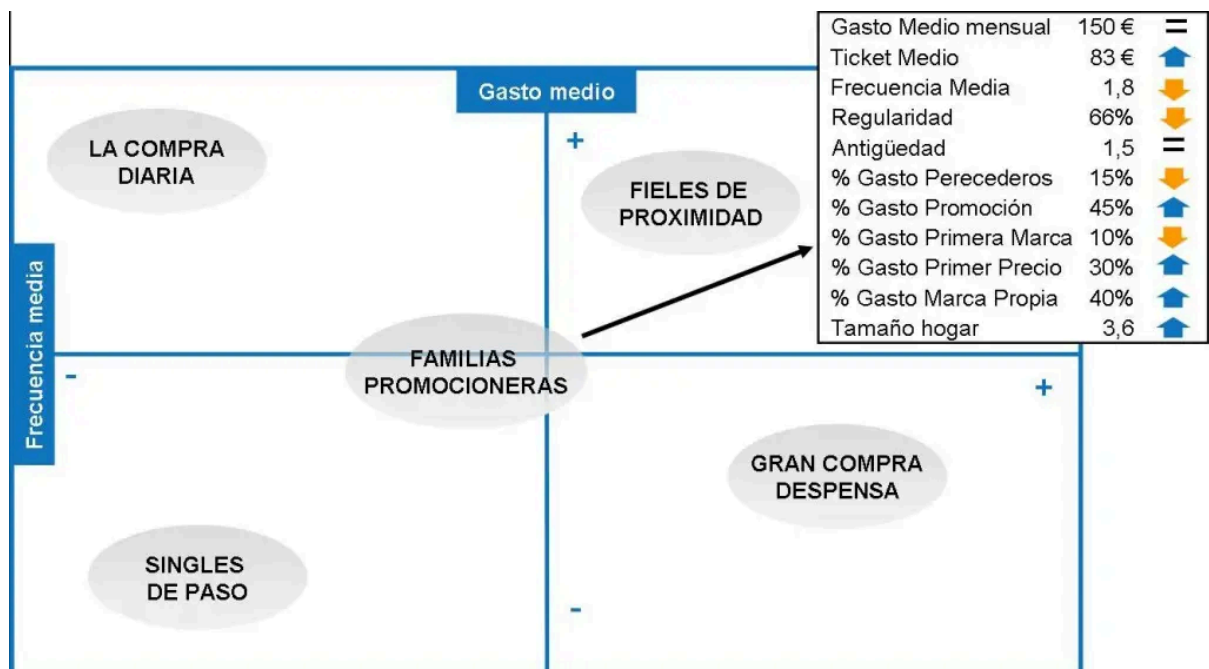 Gasto Medio mensual 150 € =
Ticket Medio 83 €
Frecuencia Media 1,8
Regularidad 66%
Antigüedad 1,5 =
% Gasto Perecederos 15%
% Gasto Promoción 45%
% Gasto Primera Marca 10%
% Gasto Primer Precio 30%
% Gasto Marca Propia 40%
Tamaño hogar 3,6
Gasto medio
+
LA COMPRA
DIARIA
FIELES DE
PROXIMIDAD
Frecuencia media
FAMILIAS
PROMOCIONERAS
-
+
GRAN COMPRA
DESPENSA
SINGLES
DE PASO
-